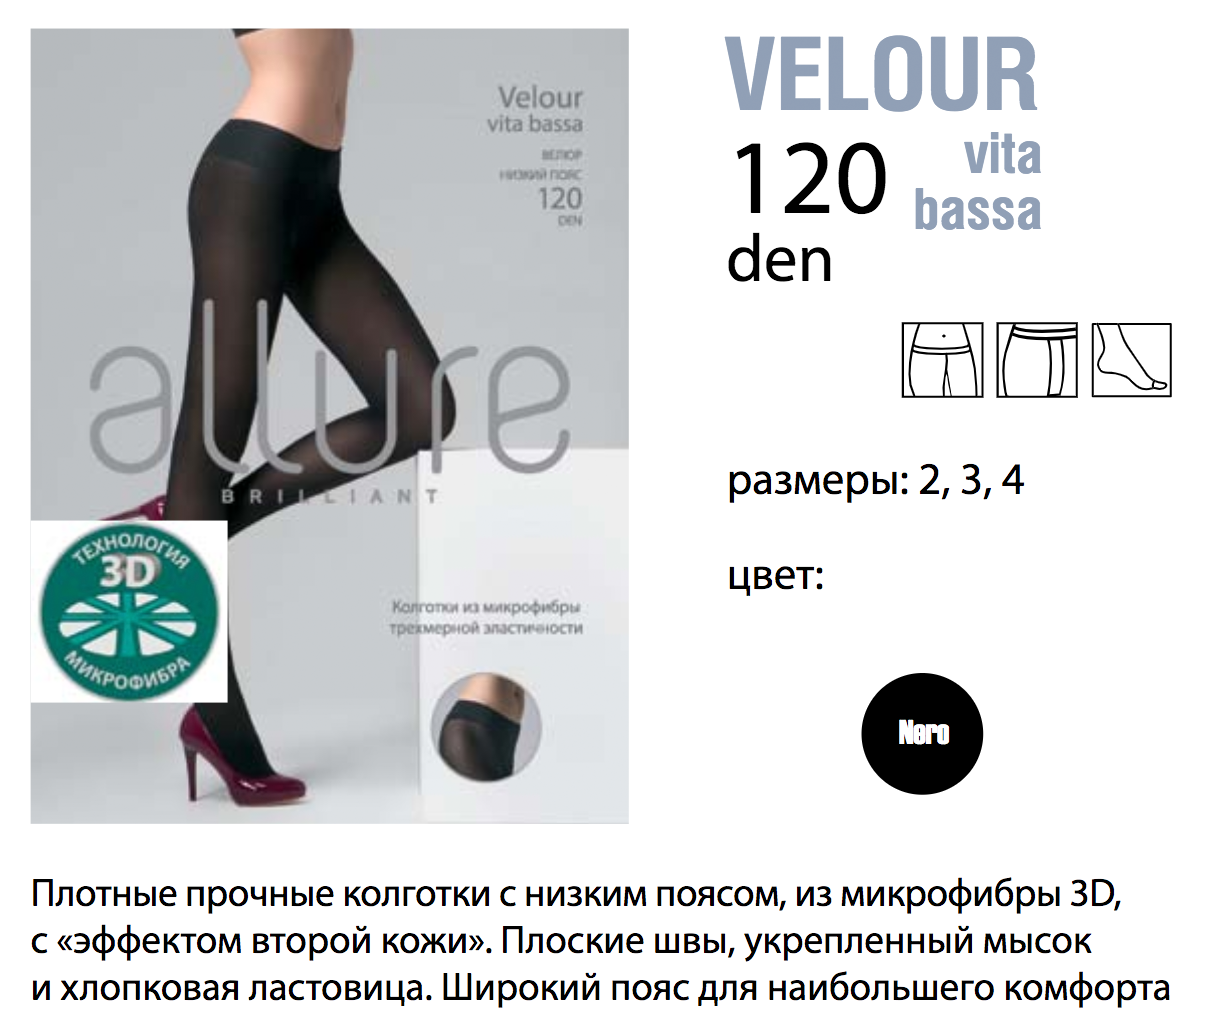 Velour
vita bassa
ВЕЛЮР
НИЗКИЙ ПОЯС
120
DEN
allure
BRILLIANT
ТЕХНОЛОГИЯ
3D
МИКРОФИБРА
Колготки из микрофибры
трехмерной эластичности
VELOUR
120 vita
bassa
den
размеры: 2, 3, 4
цвет:
Nero
Плотные прочные колготки с низким поясом, из микрофибры 3D,
с «эффектом второй кожи». Плоские швы, укрепленный мысок
и хлопковая ластовица. Широкий пояс для наибольшего комфорта